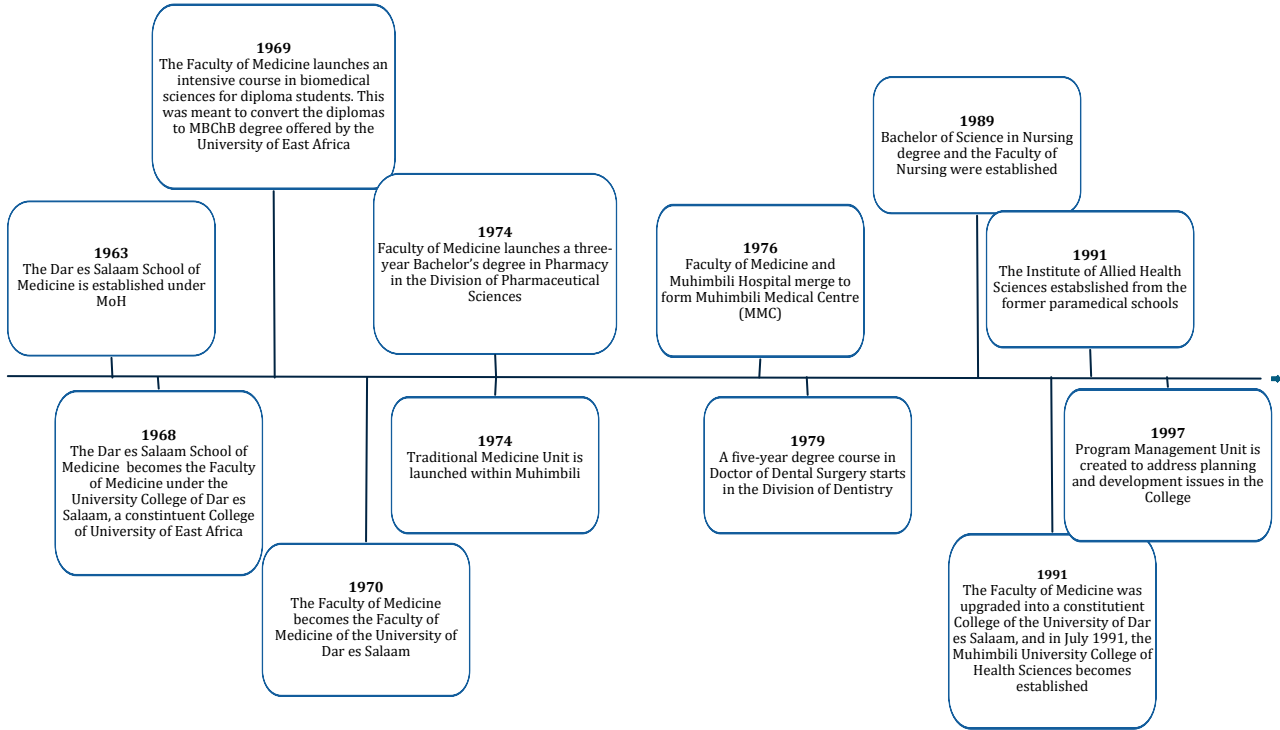 1963
The Dar es Salaam School of
Medicine is established under
MoH
1968
The Dar es Salaam School of
Medicine becomes the Faculty
of Medicine under the
University College of Dar es
Salaam, a constintuent College
of University of East Africa
1969
The Faculty of Medicine launches an
intensive course in biomedical
sciences for diploma students. This
was meant to convert the diplomas
to MBChB degree offered by the
University of East Africa
1970
The Faculty of Medicine
becomes the Faculty of
Medicine of the University of
Dar es Salaam
1974
Faculty of Medicine launches a three-
year Bachelor's degree in Pharmacy
in the Division of Pharmaceutical
Sciences
1974
Traditional Medicine Unit is
launched within Muhimbili
1976
Faculty of Medicine and
Muhimbili Hospital merge to
form Muhimbili Medical Centre
(MMC)
1979
A five-year degree course in
Doctor of Dental Surgery starts
in the Division of Dentistry
1989
Bachelor of Science in Nursing
degree and the Faculty of
Nursing were established
1991
The Faculty of Medicine was
upgraded into a constitutient
College of the University of Dar
es Salaam, and in July 1991, the
Muhimbili University College of
Health Sciences becomes
established
1991
The Institute of Allied Health
Sciences estabslished from the
former paramedical schools
1997
Program Management Unit is
created to address planning
and development issues in the
College